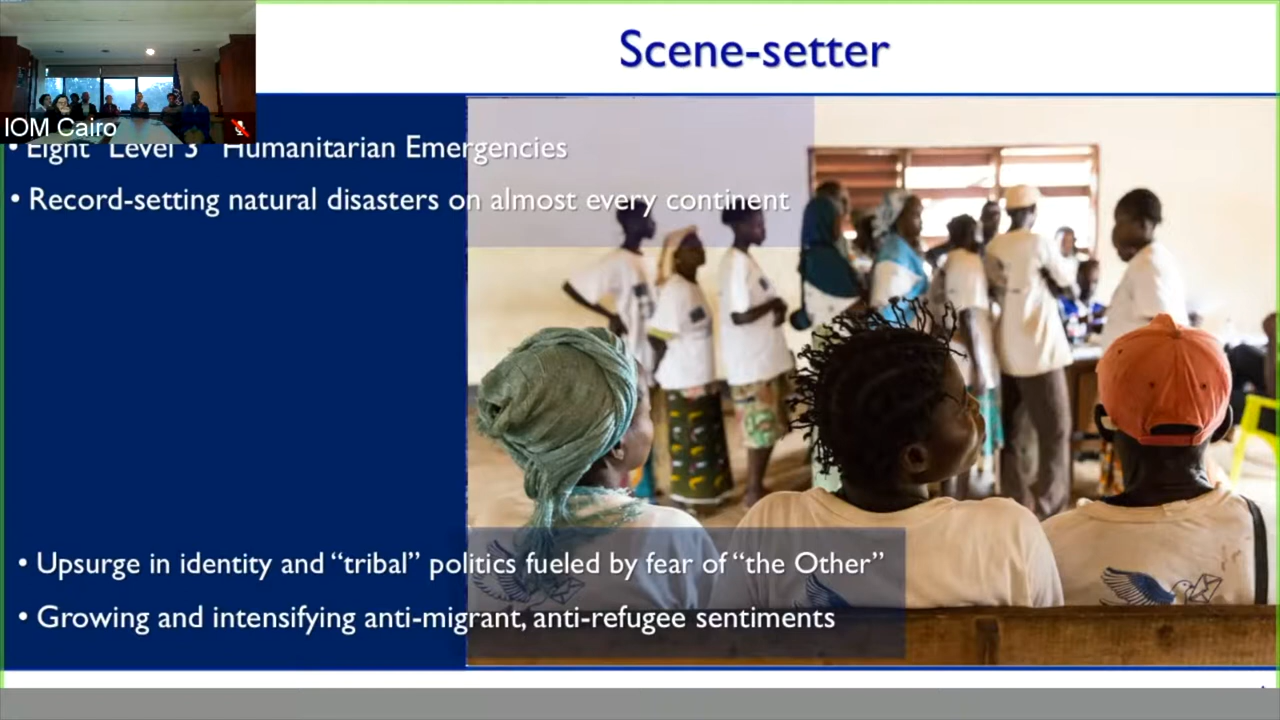 Scene-setter
IOM Cairo
• Eight "Level 3" Humanitarian Emergencies
• Record-setting natural disasters on almost every continent
• Upsurge in identity and “tribal” politics fueled by fear of “the Other”
• Growing and intensifying anti-migrant, anti-refugee sentiments